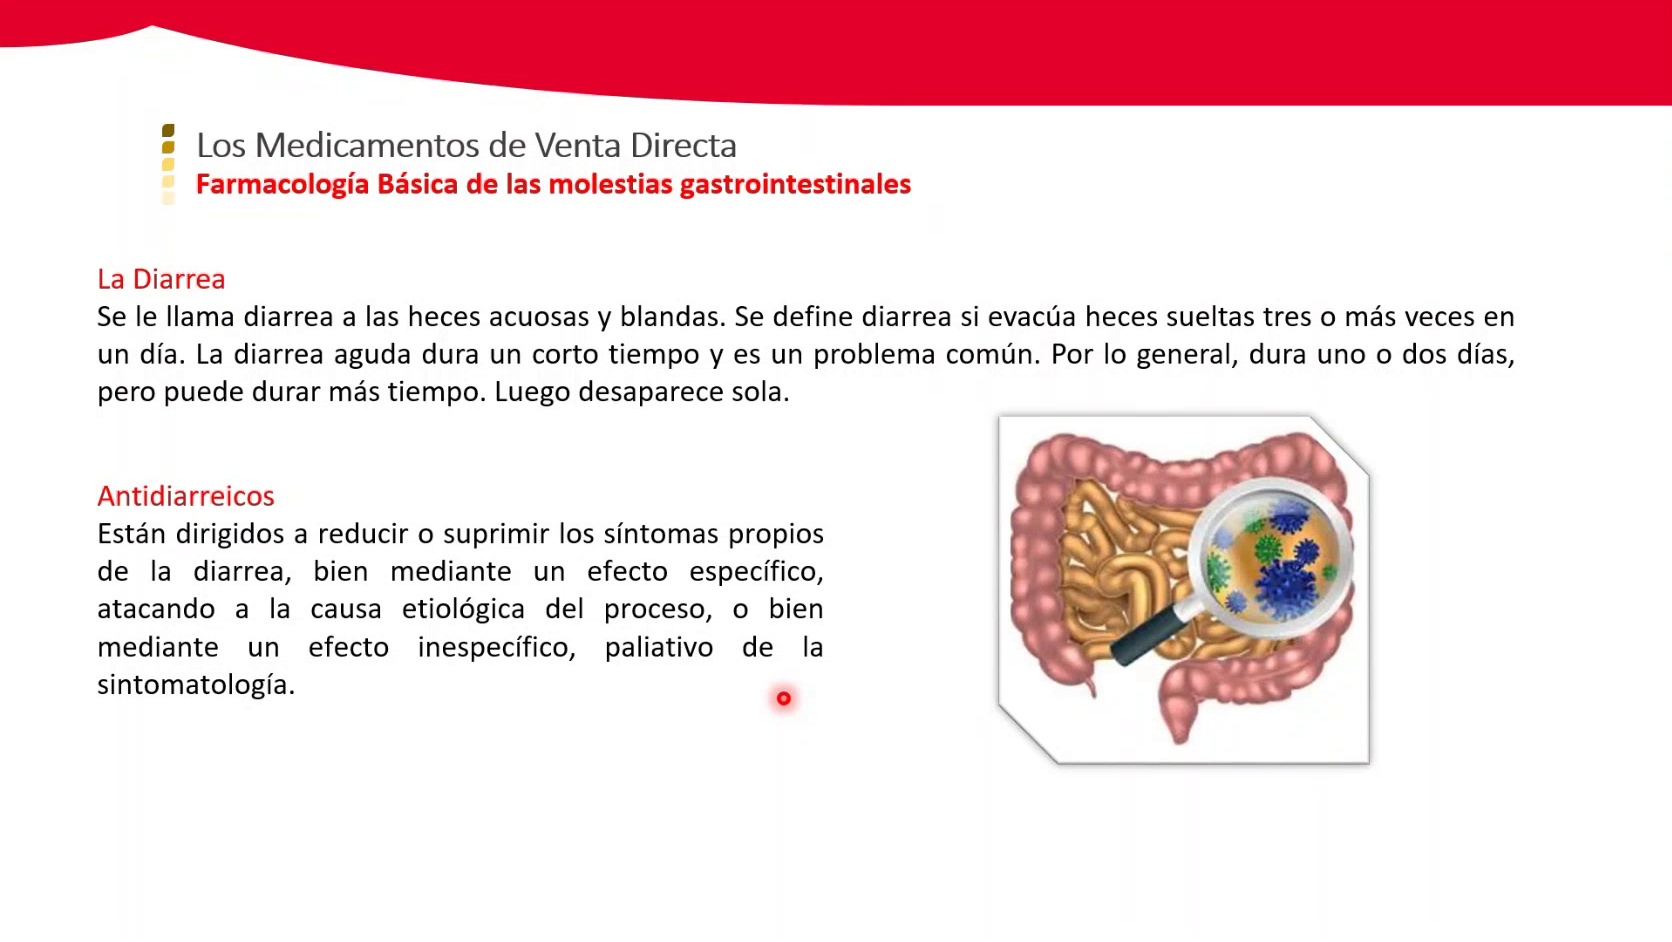 Los Medicamentos de Venta Directa
Farmacología Básica de las molestias gastrointestinales
La Diarrea
Se le llama diarrea a las heces acuosas y blandas. Se define diarrea si evacúa heces sueltas tres o más veces en
un día. La diarrea aguda dura un corto tiempo y es un problema común. Por lo general, dura uno o dos días,
pero puede durar más tiempo. Luego desaparece sola.
Antidiarreicos
Están dirigidos a reducir o suprimir los síntomas propios
de la diarrea, bien mediante un efecto específico,
atacando a la causa etiológica del proceso, o bien
mediante un efecto inespecífico, paliativo de la
sintomatología.